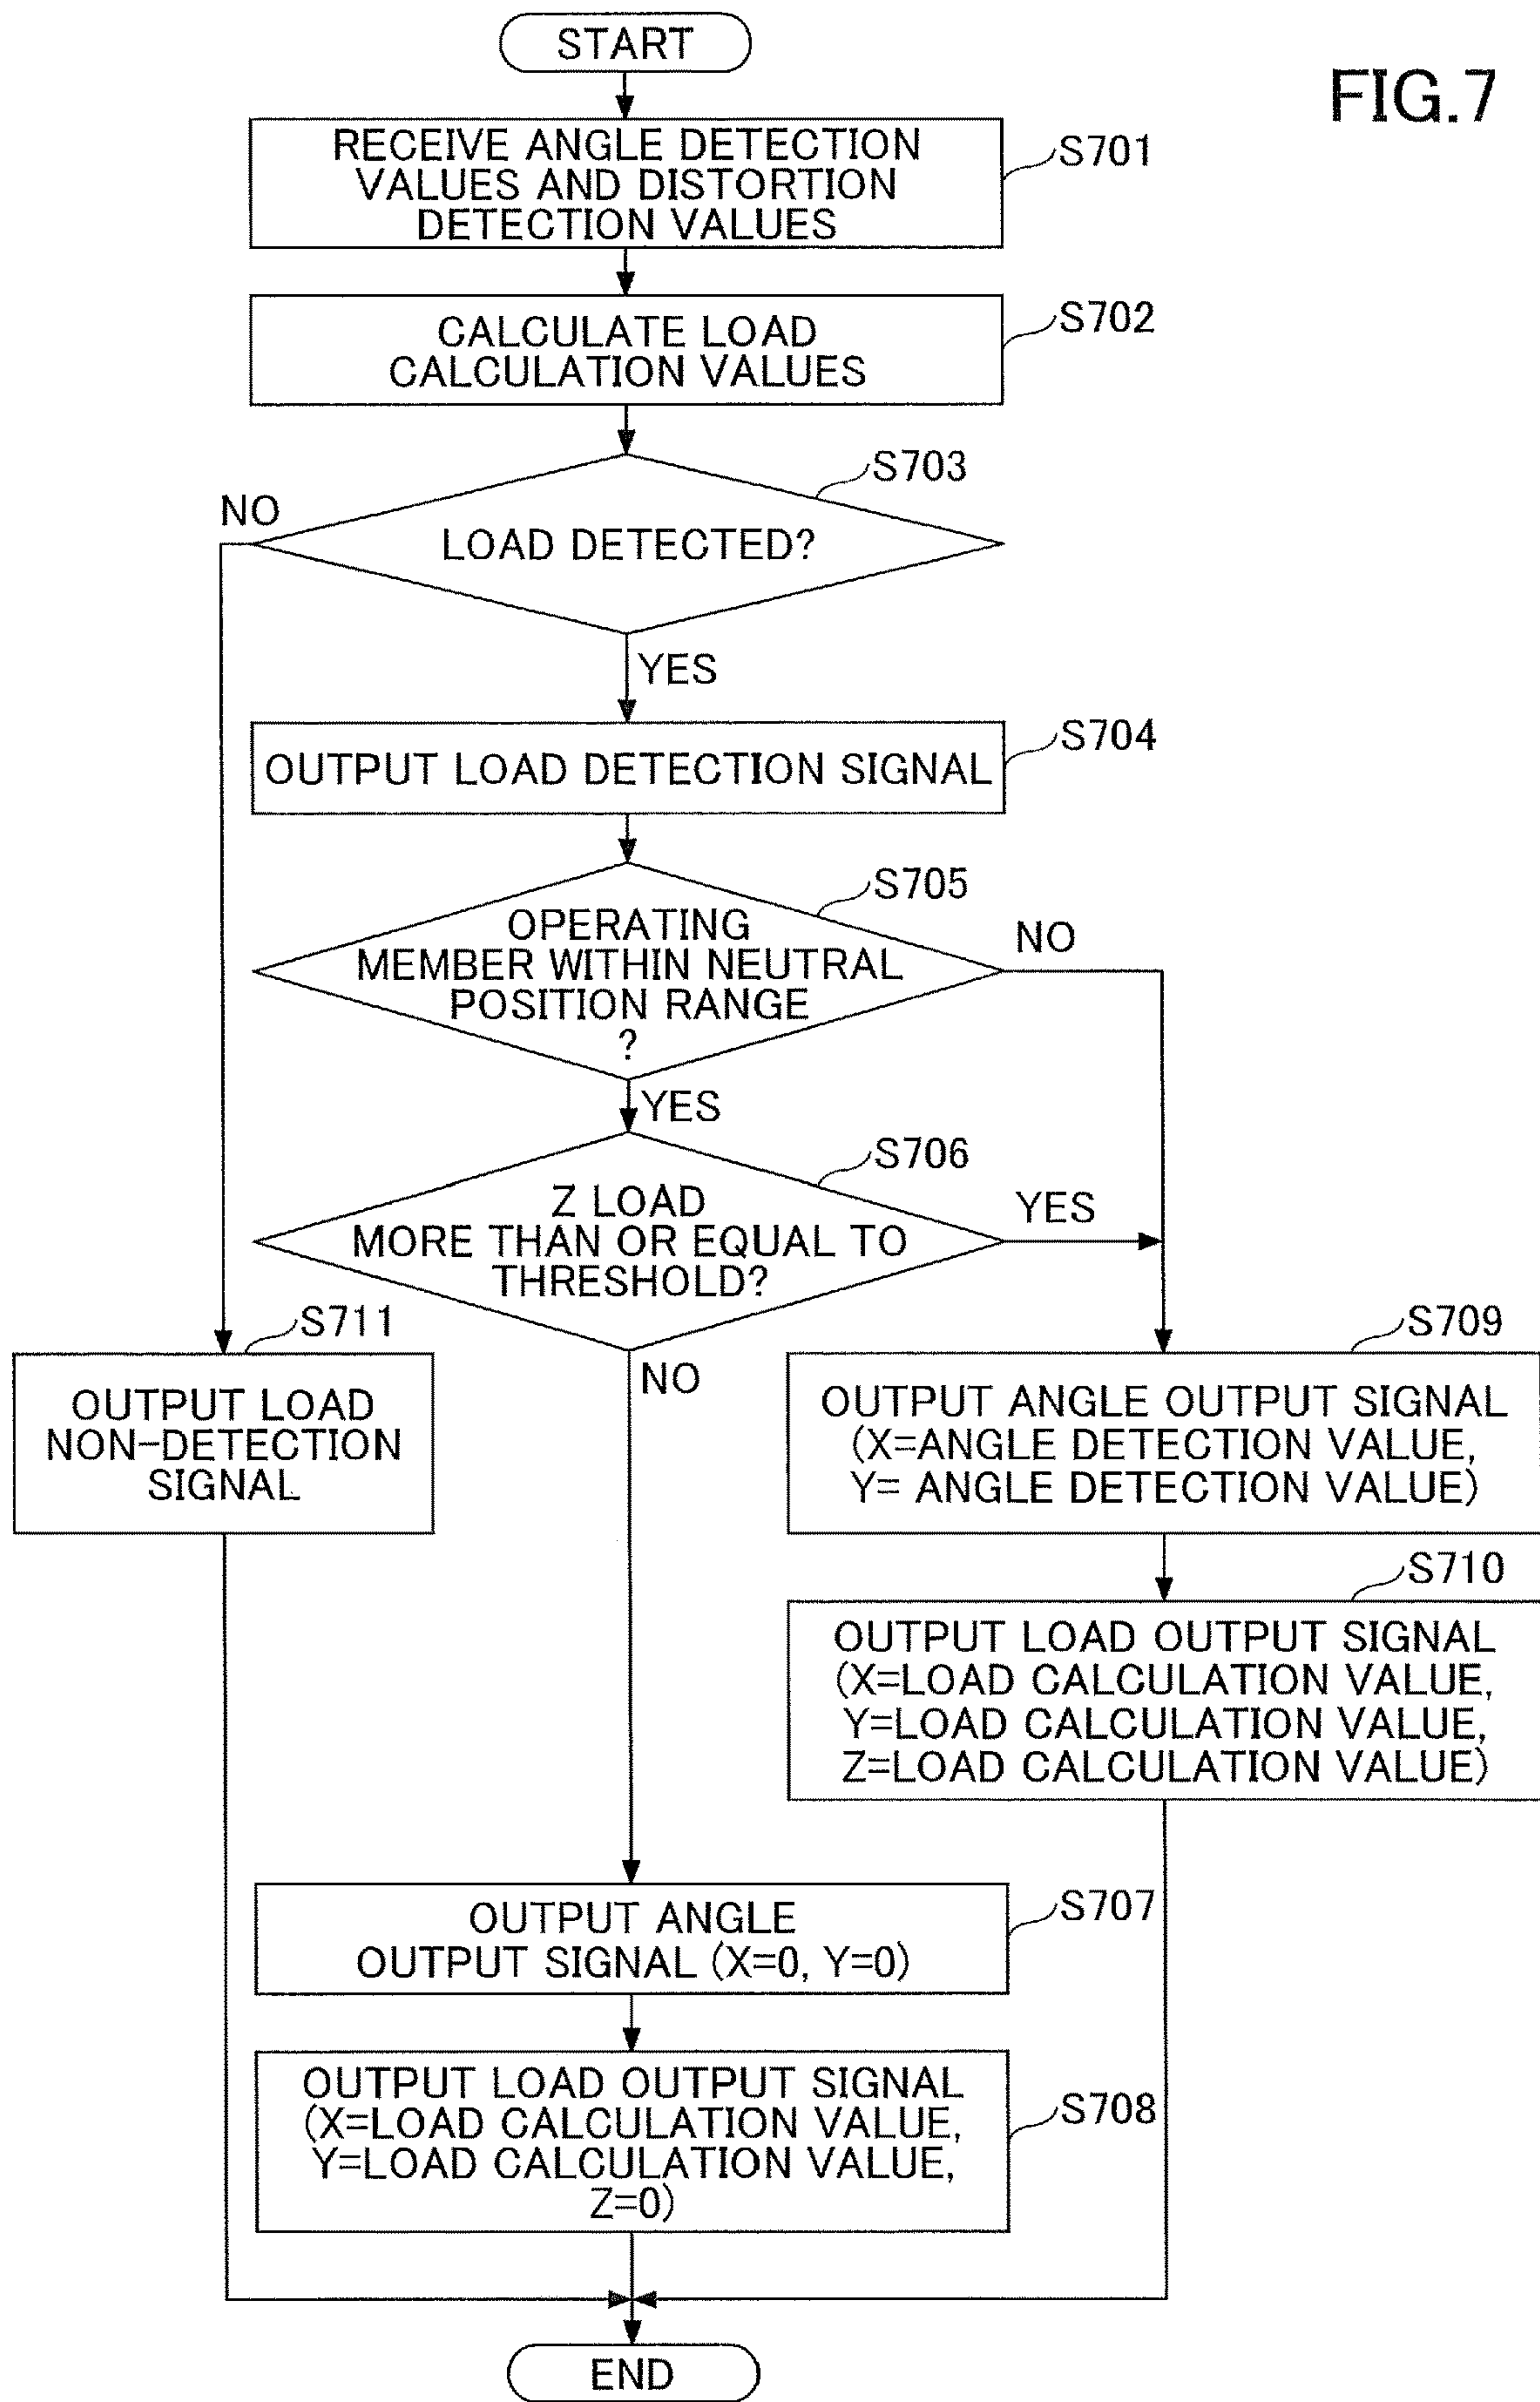 START
FIG.7
RECEIVE ANGLE DETECTION
VALUES AND DISTORTION
DETECTION VALUES
S701
CALCULATE LOAD
CALCULATION VALUES
S702
S703
NO
LOAD DETECTED?
YES
OUTPUT LOAD DETECTION SIGNAL
S704
S705
OPERATING
MEMBER WITHIN NEUTRAL
POSITION RANGE
?
NO
YES
S706
Z LOAD
MORE THAN OR EQUAL TO
THRESHOLD?
YES
NO
S711
OUTPUT LOAD
NON-DETECTION
SIGNAL
S709
OUTPUT ANGLE OUTPUT SIGNAL
(X=ANGLE DETECTION VALUE,
Y= ANGLE DETECTION VALUE)
S710
OUTPUT LOAD OUTPUT SIGNAL
(X=LOAD CALCULATION VALUE,
Y=LOAD CALCULATION VALUE,
Z=LOAD CALCULATION VALUE)
OUTPUT ANGLE
OUTPUT SIGNAL (X=0, Y=0)
S707
OUTPUT LOAD OUTPUT SIGNAL
(X=LOAD CALCULATION VALUE,
Y=LOAD CALCULATION VALUE,
Z=0)
S708
END